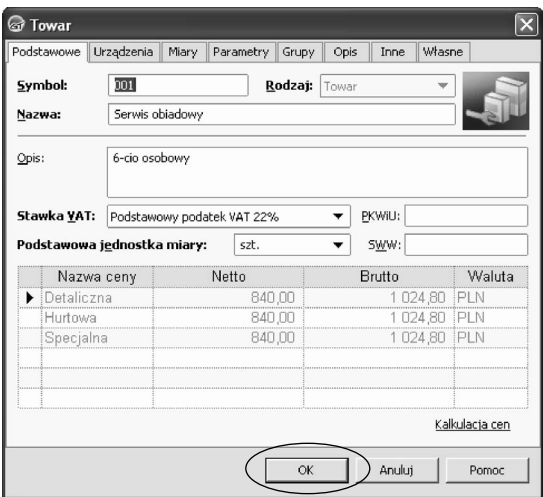 Towar
Podstawowe Urządzenia Miary Parametry Grupy Opis Inne Własne
Symbol: 001 Rodzaj: Towar
Nazwa: Serwis obiadowy
Opis: 6-cio osobowy
Stawka VAT: Podstawowy podatek VAT 22% PKWiU:
Podstawowa jednostka miary: szt. SWW:
Nazwa ceny Netto Brutto Waluta
Detaliczna 840,00 1 024,80 PLN
Hurtowa 840,00 1 024,80 PLN
Specjalna 840,00 1 024,80 PLN
Kalkulacja cen
OK Anuluj Pomoc